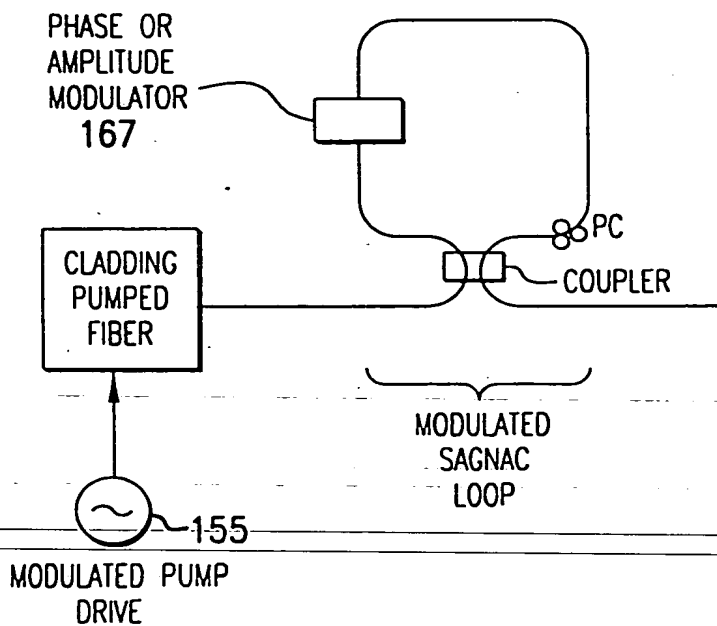 PHASE OR
AMPLITUDE
MODULATOR
167
PC
COUPLER
CLADDING
PUMPED
FIBER
MODULATED
SAGNAC
LOOP
155
MODULATED PUMP
DRIVE